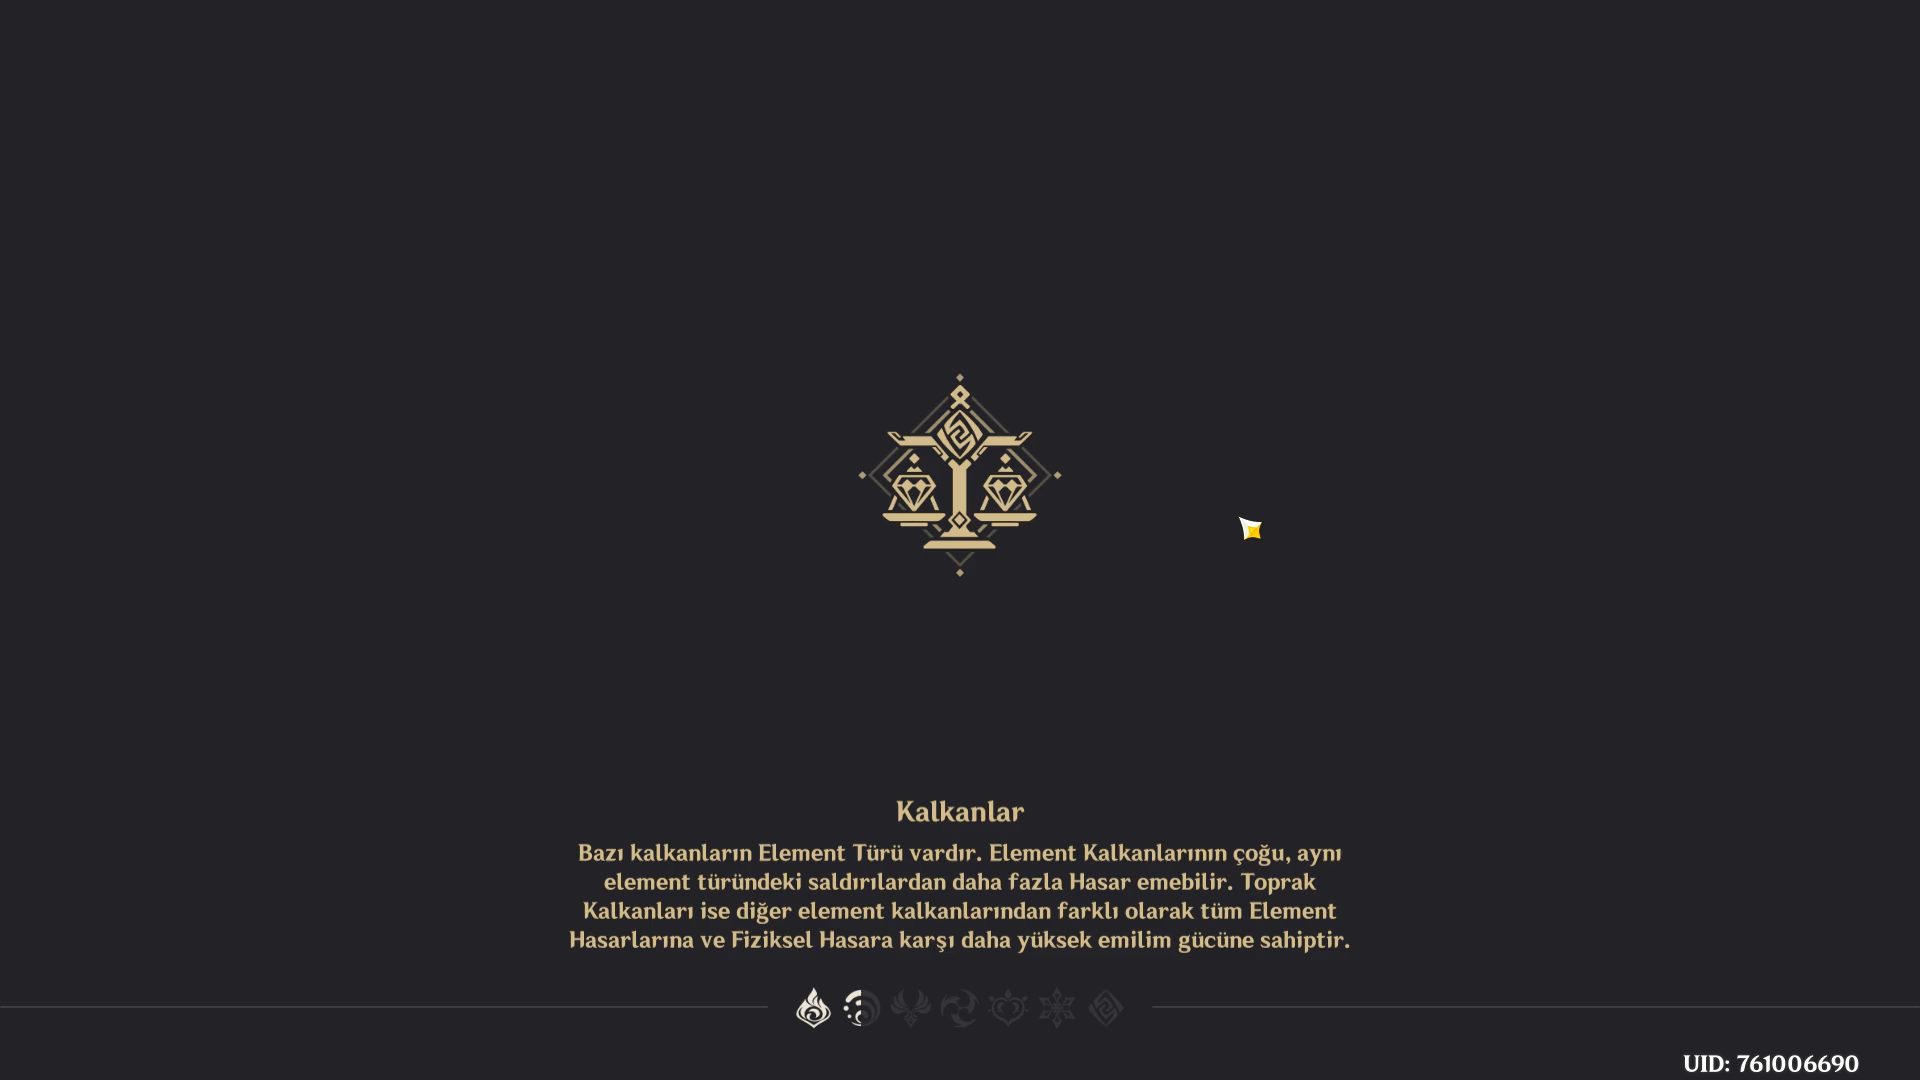 Kalkanlar
Bazı kalkanların Element Türü vardır. Element Kalkanlarının çoğu, aynı
element türündeki saldırılardan daha fazla Hasar emebilir. Toprak
Kalkanları ise diğer element kalkanlarından farklı olarak tüm Element
Hasarlarına ve Fiziksel Hasara karşı daha yüksek emilim gücüne sahiptir.
UID: 761006690